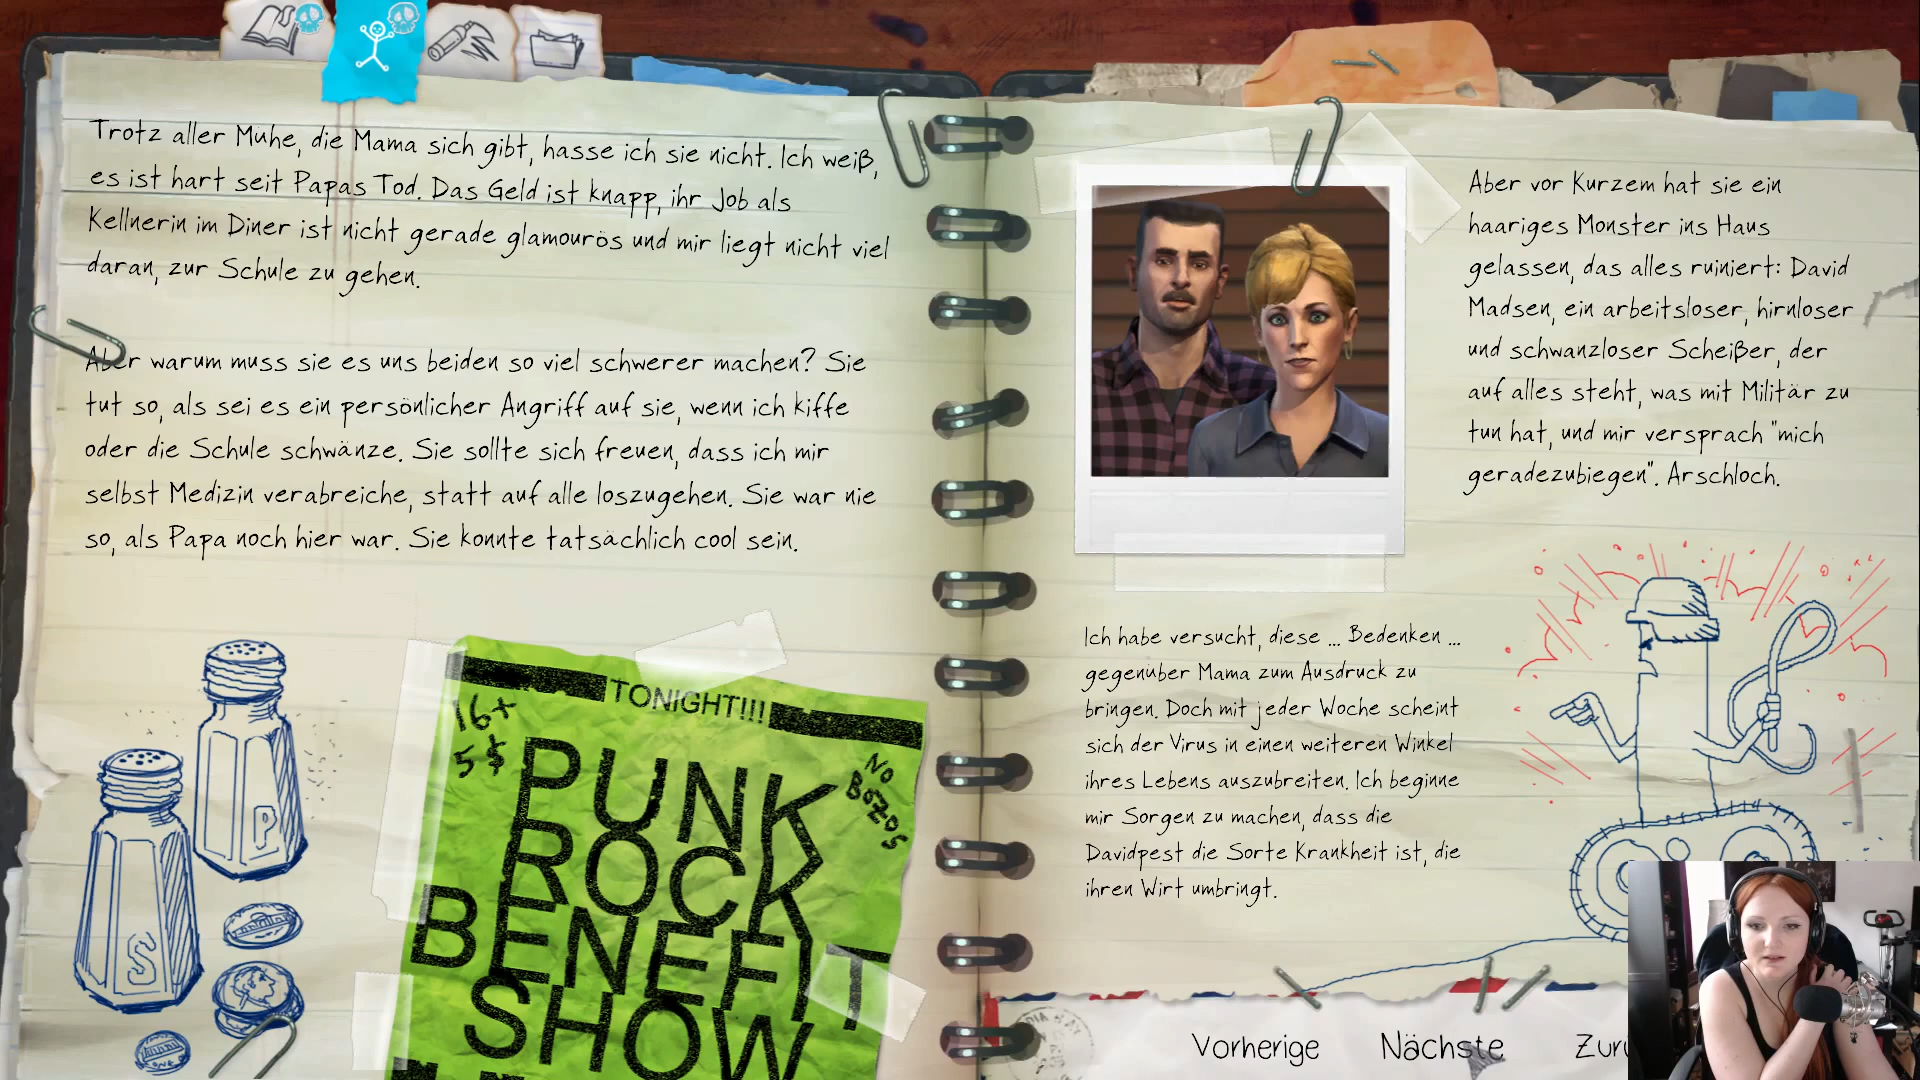 Trotz aller Mühe, die Mama sich gibt, hasse ich sie nicht. Ich weiß,
es ist hart seit Papas Tod. Das Geld ist knapp, ihr Job als
Kellnerin im Diner ist nicht gerade glamourös und mir liegt nicht viel
daran, zur Schule zu gehen.
Aber warum muss sie es uns beiden so viel schwerer machen? Sie
tut so, als sei es ein persönlicher Angriff auf sie, wenn ich kiffe
oder die Schule schwänze. Sie sollte sich freuen, dass ich mir
selbst Medizin verabreiche, statt auf alle loszugehen. Sie war nie
so, als Papa noch hier war. Sie konnte tatsächlich cool sein.
P
S
TONIGHT!!!
16+
5$
NO
BOZOS
PUNK
ROCK
BENEFIT
SHOW
Aber vor Kurzem hat sie ein
haariges Monster ins Haus
gelassen, das alles ruiniert: David
Madsen, ein arbeitsloser, hirnloser
und schwanzloser Scheißer, der
auf alles steht, was mit Militär zu
tun hat, und mir versprach "mich
geradezubiegen". Arschloch.
Ich habe versucht, diese ... Bedenken ...
gegenüber Mama zum Ausdruck zu
bringen. Doch mit jeder Woche scheint
sich der Virus in einen weiteren Winkel
ihres Lebens auszubreiten. Ich beginne
mir Sorgen zu machen, dass die
Davidpest die Sorte Krankheit ist, die
ihren Wirt umbringt.
Vorherige Nächste